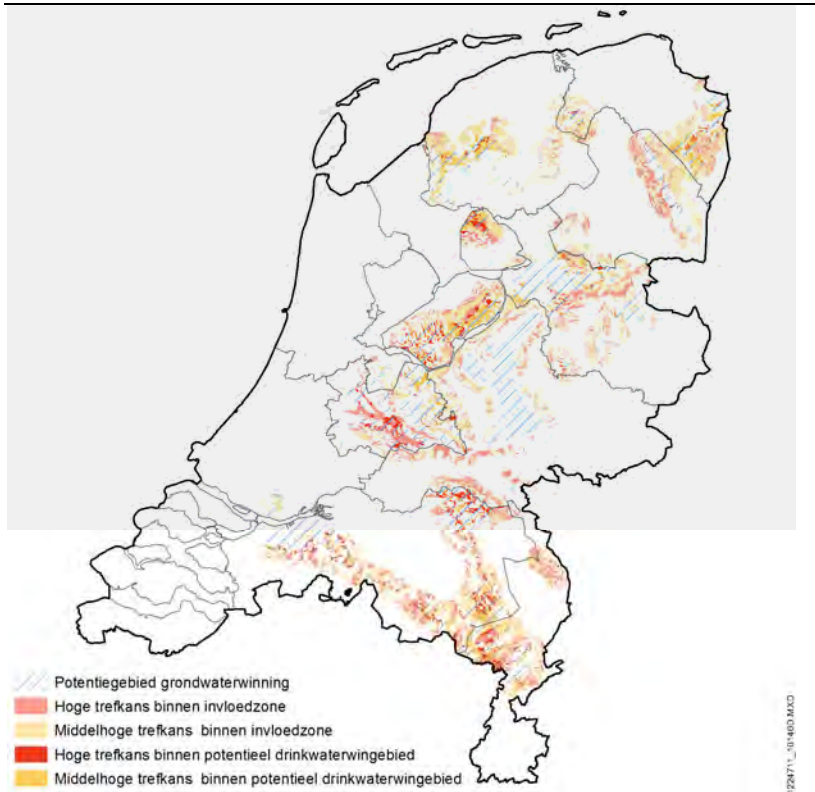 Potentiegebied grondwaterwinning
Hoge trefkans binnen invloedzone
Middelhoge trefkans binnen invloedzone
Hoge trefkans binnen potentieel drinkwaterwingebied
Middelhoge trefkans binnen potentieel drinkwaterwingebied